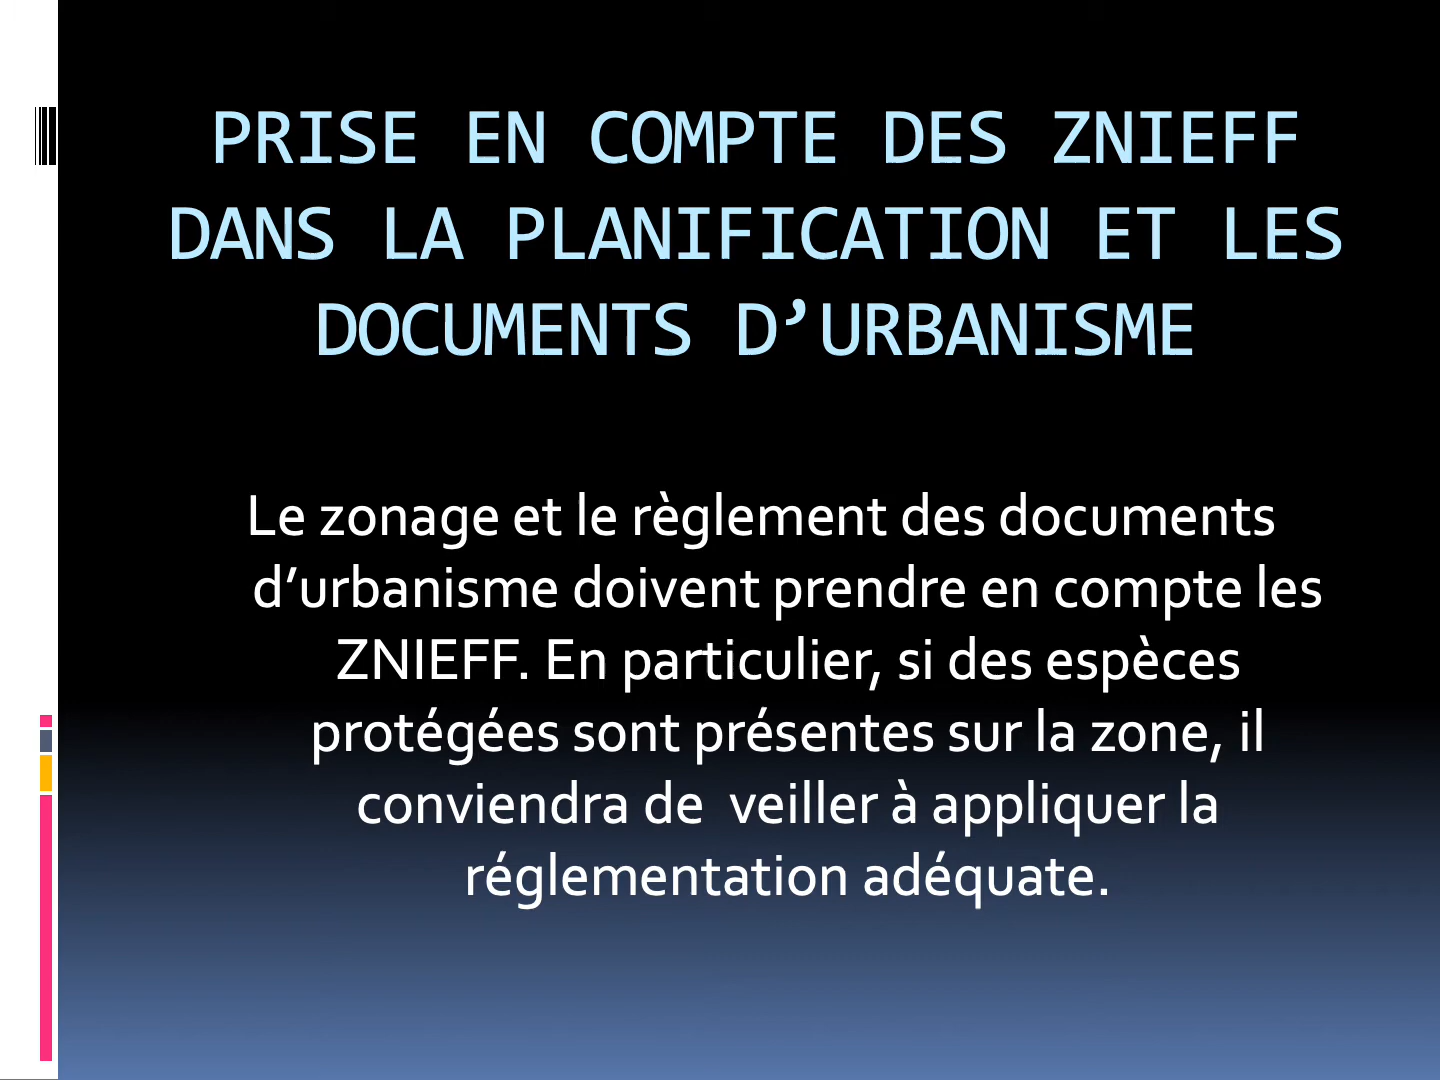 PRISE EN COMPTE DES ZNIEFF
DANS LA PLANIFICATION ET LES
DOCUMENTS D’URBANISME
Le zonage et le règlement des documents
d’urbanisme doivent prendre en compte les
ZNIEFF. En particulier, si des espèces
protégées sont présentes sur la zone, il
conviendra de  veiller à appliquer la
réglementation adéquate.